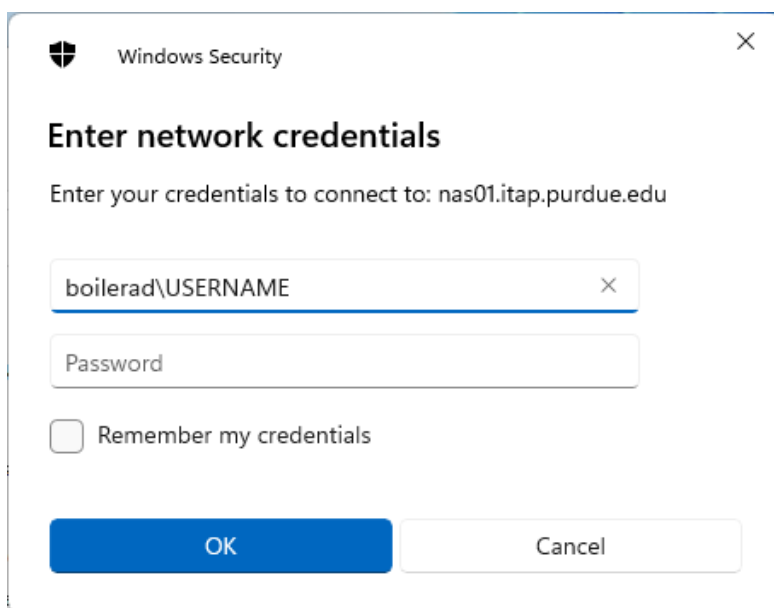 Windows Security
Enter network credentials
Enter your credentials to connect to: nas01.itap.purdue.edu
boilerad\USERNAME
Password
Remember my credentials
OK
Cancel